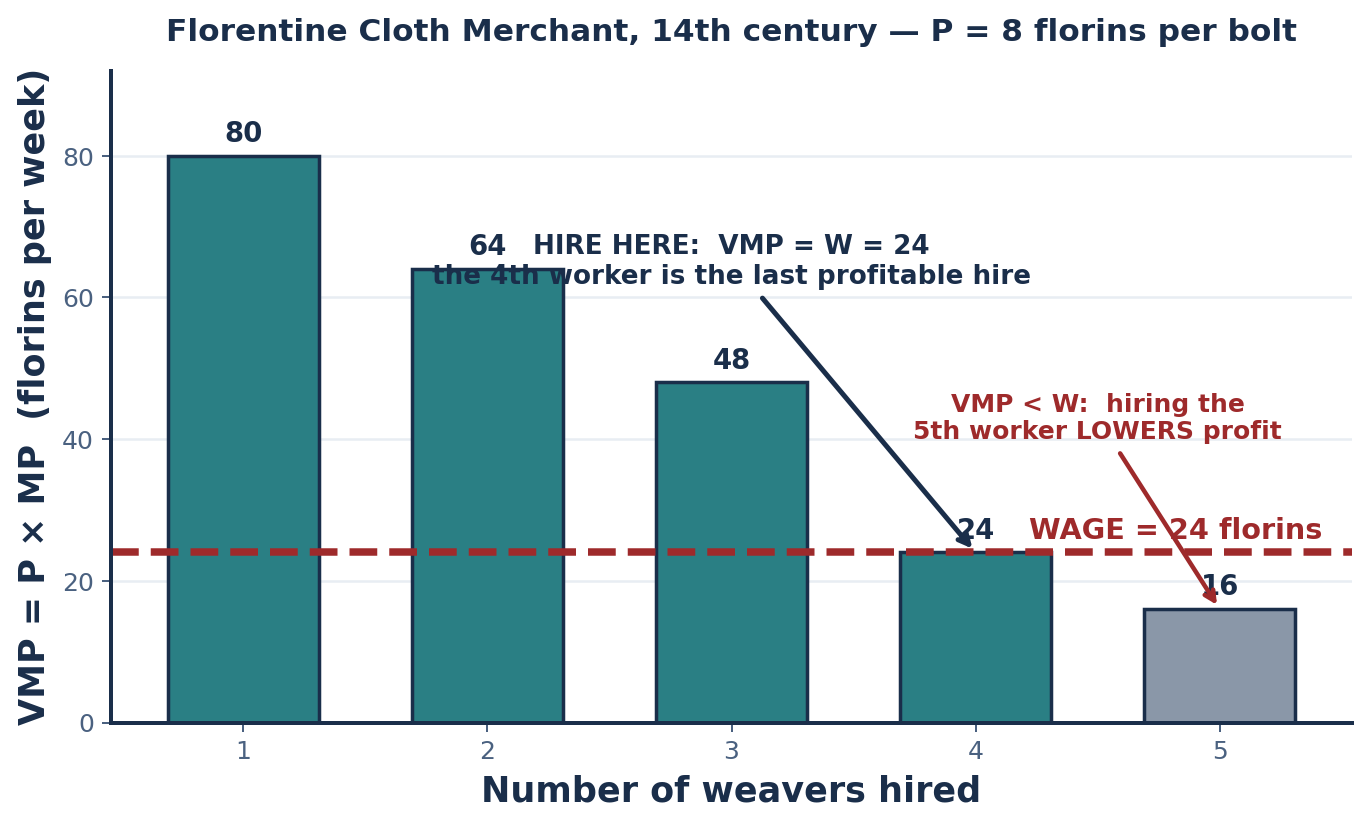 Florentine Cloth Merchant, 14th century — P = 8 florins per bolt
VMP = P × MP (florins per week)
80
60
40
20
0
80
64
48
24
16
HIRE HERE: VMP = W = 24
the 4th worker is the last profitable hire
VMP < W: hiring the
5th worker LOWERS profit
WAGE = 24 florins
1
2
3
4
5
Number of weavers hired